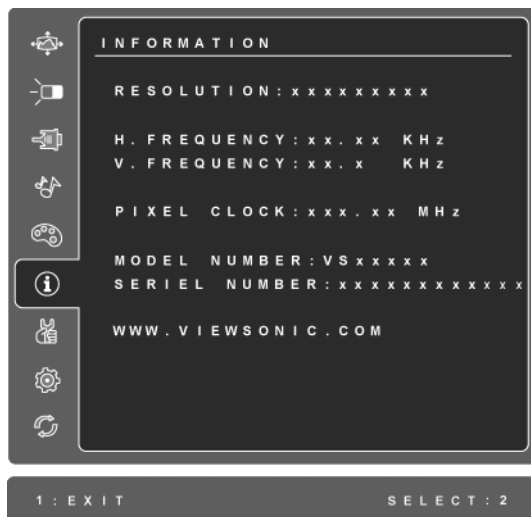 INFORMATION
RESOLUTION:xxxxxxxxx
H. FREQUENCY:xx.xx KHz
V. FREQUENCY:xx.x KHz
PIXEL CLOCK:xxx.xx MHz
MODEL NUMBER:VSxxxxx
SERIEL NUMBER:xxxxxxxxxxxx
WWW.VIEWSONIC.COM
1:EXIT SELECT:2